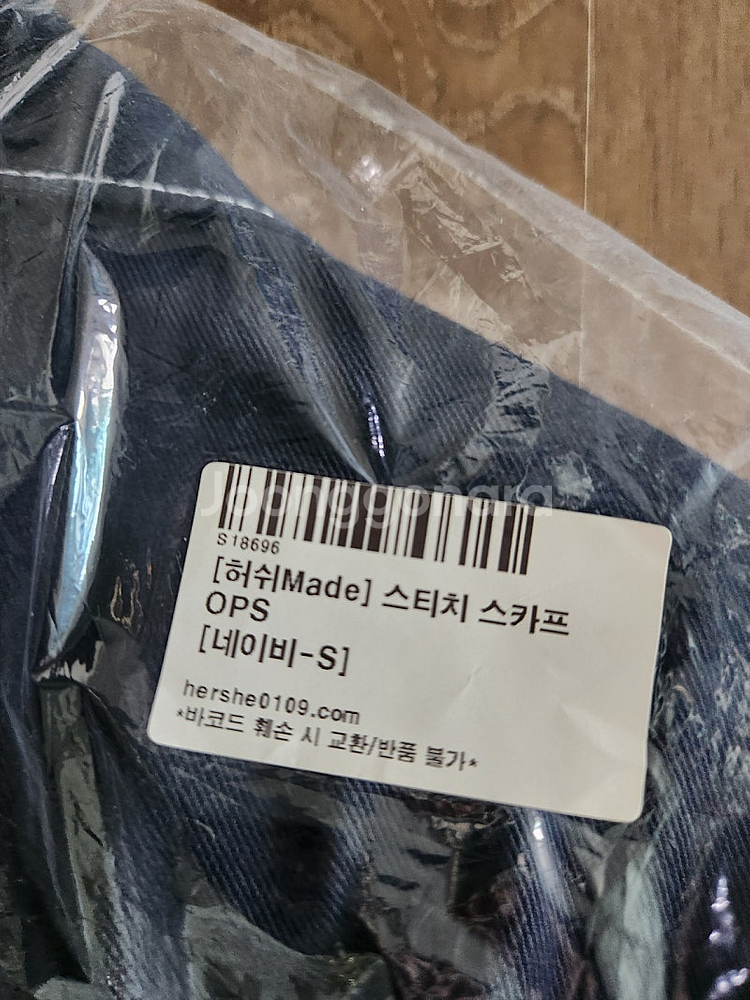 Joonggonara
S18696
[허쉬Made] 스티치 스카프
OPS
[네이비-S]
hershe0109.com
*바코드 훼손 시 교환/반품 불가*